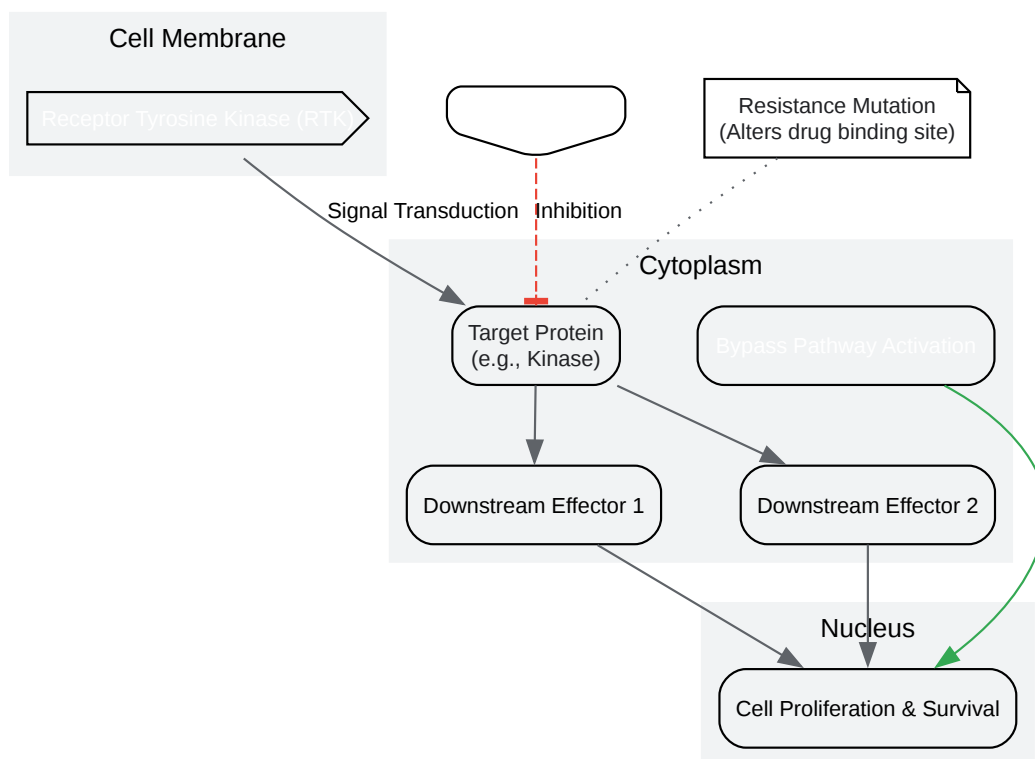 Cell Membrane
Receptor Tyrosine Kinase (RTK)
Resistance Mutation
(Alters drug binding site)
Signal Transduction
Inhibition
Cytoplasm
Target Protein
(e.g., Kinase)
Bypass Pathway Activation
Downstream Effector 1
Downstream Effector 2
Nucleus
Cell Proliferation & Survival